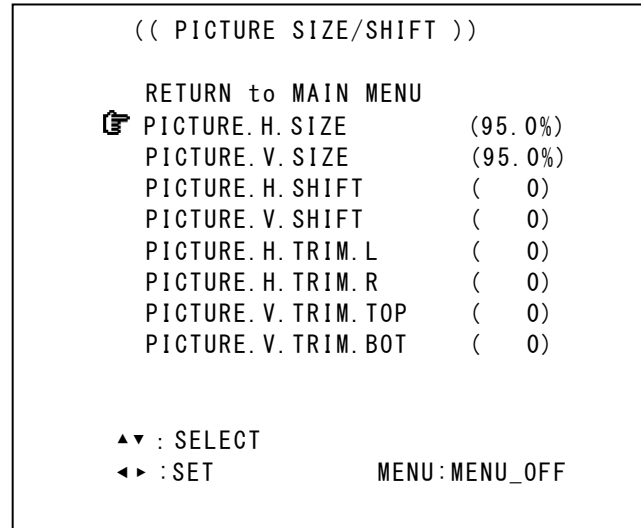 (( PICTURE SIZE/SHIFT ))
RETURN to MAIN MENU
☞ PICTURE.H.SIZE (95.0%)
PICTURE.V.SIZE (95.0%)
PICTURE.H.SHIFT ( 0)
PICTURE.V.SHIFT ( 0)
PICTURE.H.TRIM.L ( 0)
PICTURE.H.TRIM.R ( 0)
PICTURE.V.TRIM.TOP ( 0)
PICTURE.V.TRIM.BOT ( 0)
▲▼ : SELECT
◄► : SET MENU:MENU_OFF